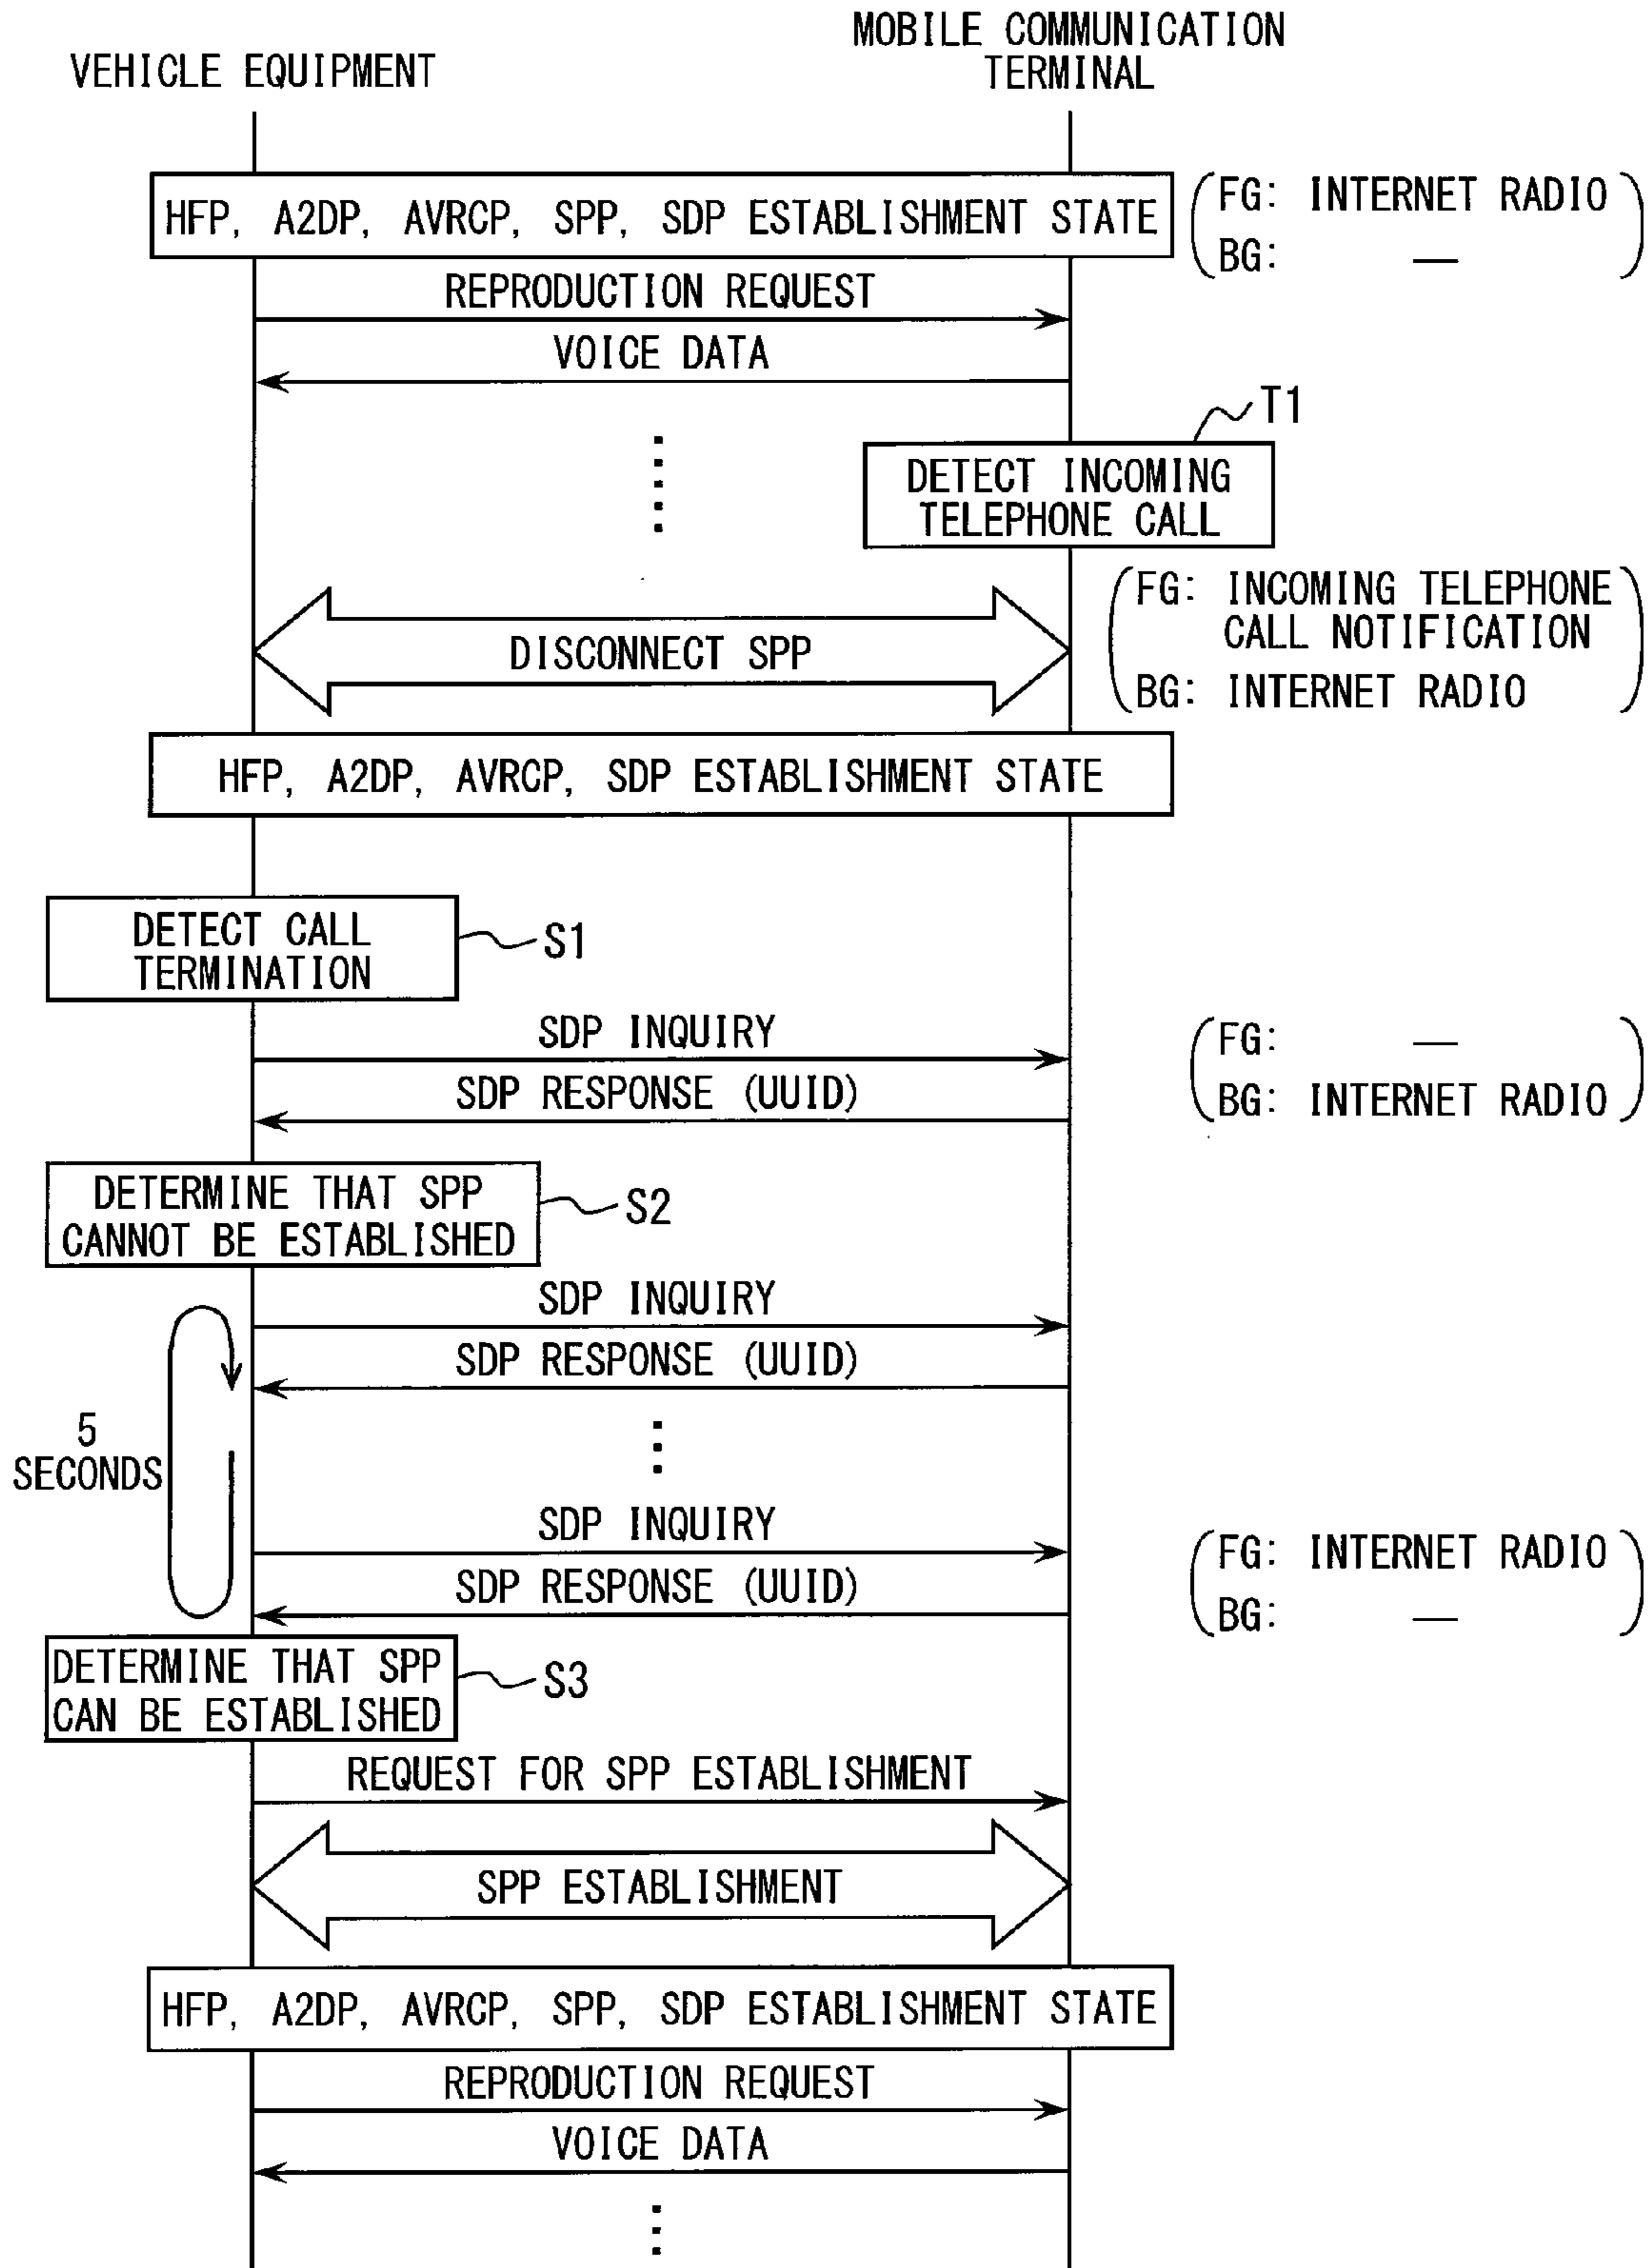 MOBILE COMMUNICATION
TERMINAL
VEHICLE EQUIPMENT
HFP, A2DP, AVRCP, SPP, SDP ESTABLISHMENT STATE
FG: INTERNET RADIO
BG: —
REPRODUCTION REQUEST
VOICE DATA
T1
DETECT INCOMING
TELEPHONE CALL
FG: INCOMING TELEPHONE
CALL NOTIFICATION
BG: INTERNET RADIO
DISCONNECT SPP
HFP, A2DP, AVRCP, SDP ESTABLISHMENT STATE
DETECT CALL
TERMINATION
S1
SDP INQUIRY
SDP RESPONSE (UUID)
FG: —
BG: INTERNET RADIO
DETERMINE THAT SPP
CANNOT BE ESTABLISHED
S2
SDP INQUIRY
SDP RESPONSE (UUID)
5
SECONDS
SDP INQUIRY
SDP RESPONSE (UUID)
FG: INTERNET RADIO
BG: —
DETERMINE THAT SPP
CAN BE ESTABLISHED
S3
REQUEST FOR SPP ESTABLISHMENT
SPP ESTABLISHMENT
HFP, A2DP, AVRCP, SPP, SDP ESTABLISHMENT STATE
REPRODUCTION REQUEST
VOICE DATA